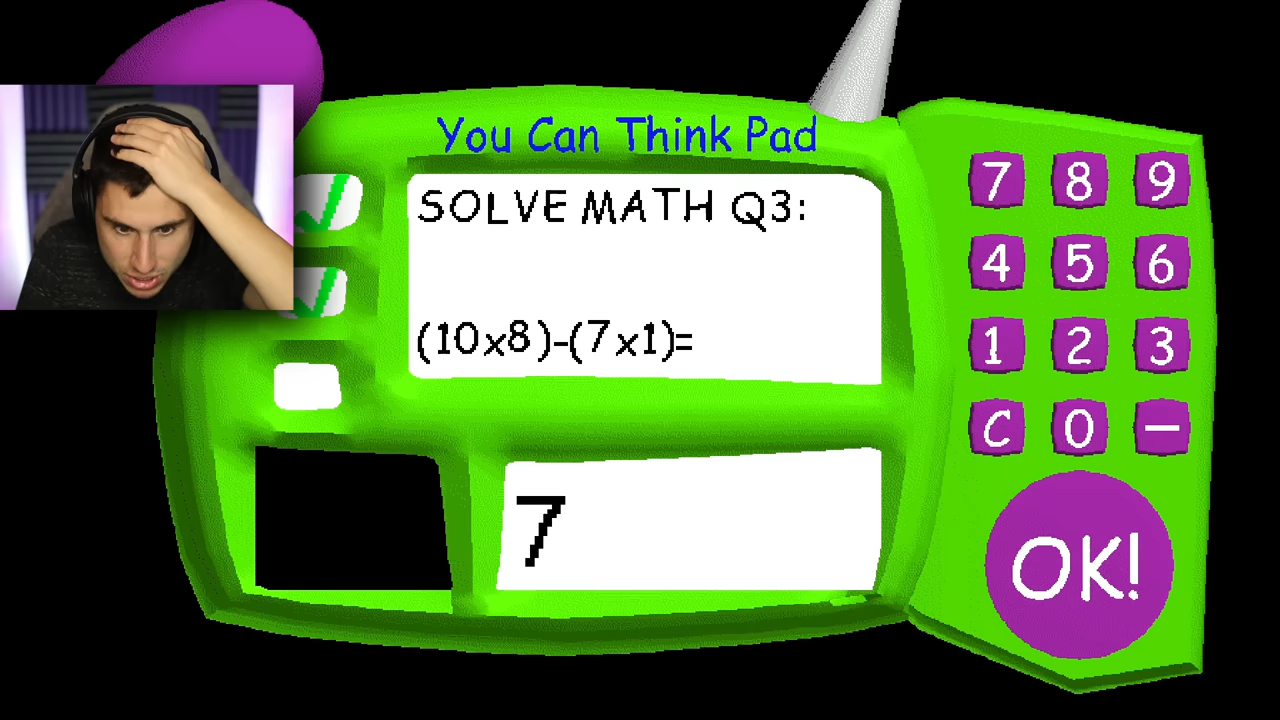 You Can Think Pad
SOLVE MATH Q3:
(10x8)-(7x1)=
7
7 8 9
4 5 6
1 2 3
C 0 -
OK!